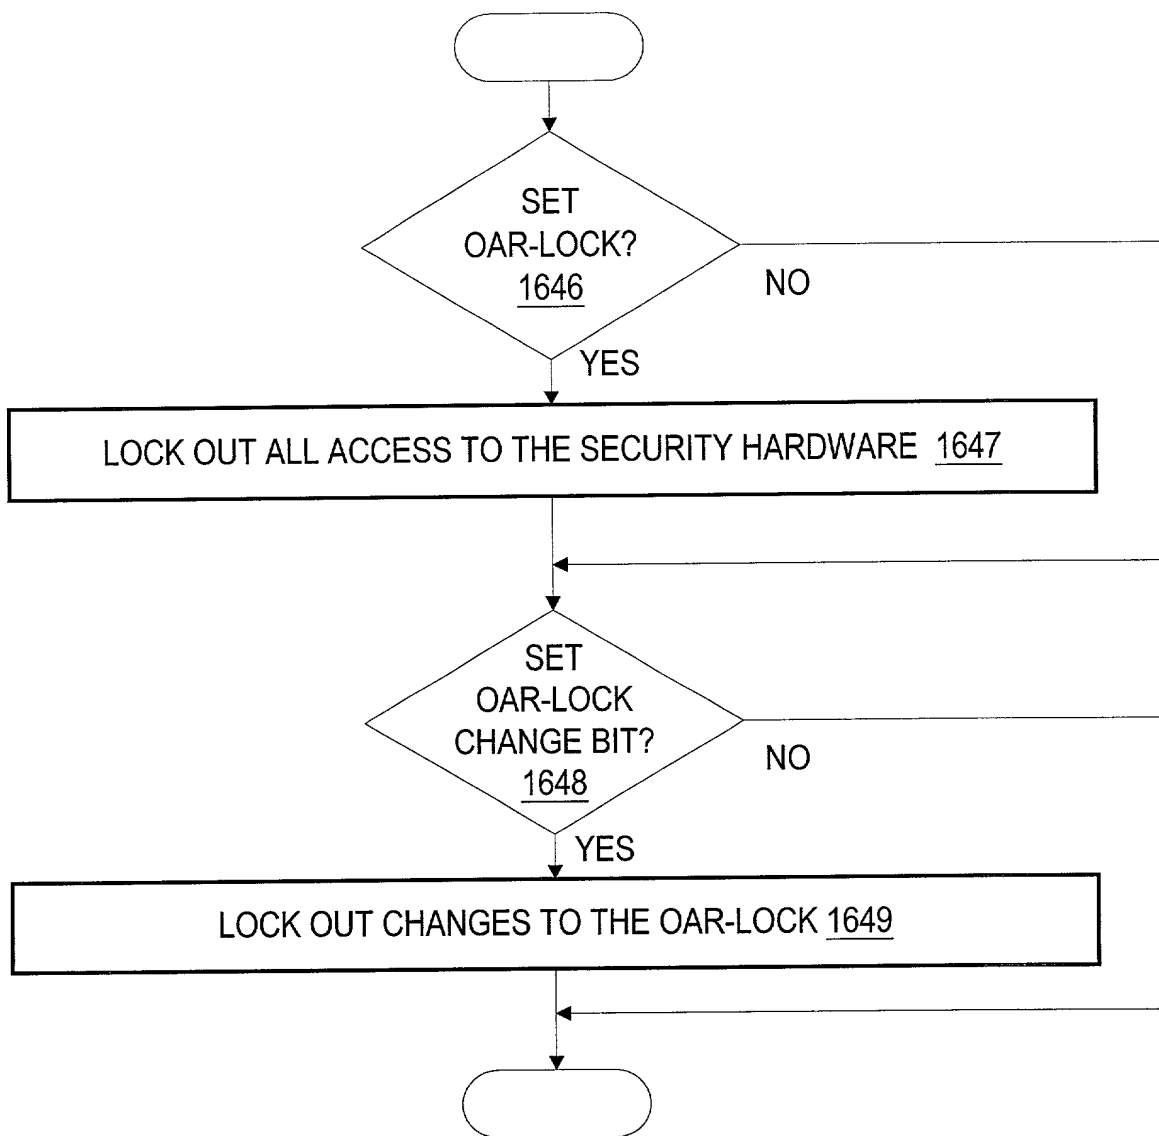 SET
OAR-LOCK?
1646
NO
YES
LOCK OUT ALL ACCESS TO THE SECURITY HARDWARE 1647
SET
OAR-LOCK
CHANGE BIT?
1648
NO
YES
LOCK OUT CHANGES TO THE OAR-LOCK 1649